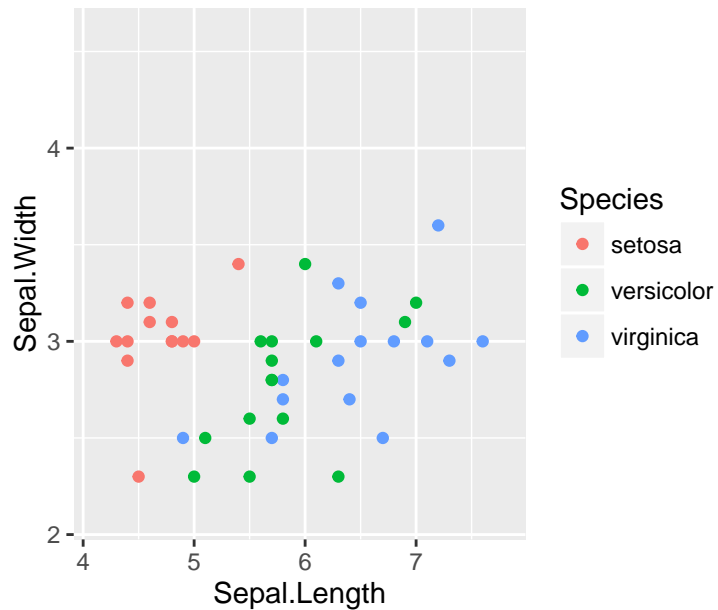 4
3
2
Sepal.Width
4 5 6 7
Sepal.Length
Species
setosa
versicolor
virginica